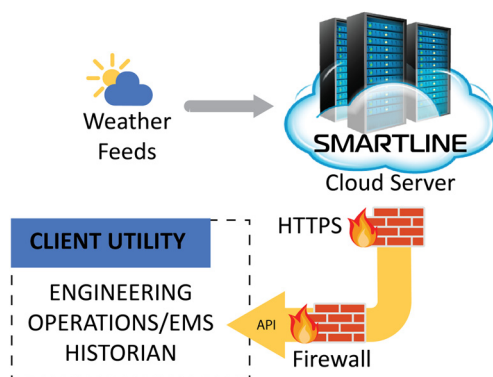 Weather
Feeds
SMARTLINE
Cloud Server
HTTPS
CLIENT UTILITY
ENGINEERING
OPERATIONS/EMS
HISTORIAN
API
Firewall